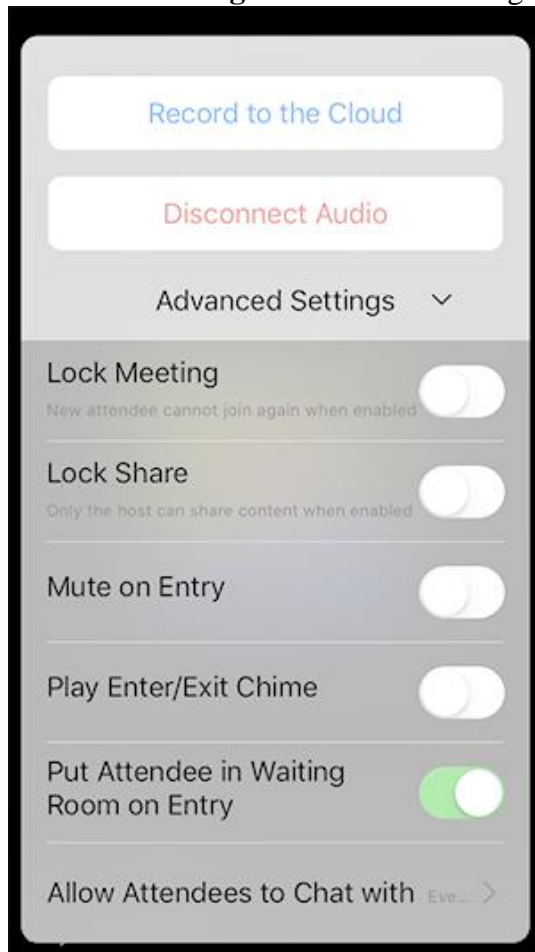 Record to the Cloud
Disconnect Audio
Advanced Settings
Lock Meeting
New attendee cannot join again when enabled
Lock Share
Only the host can share content when enabled
Mute on Entry
Play Enter/Exit Chime
Put Attendee in Waiting
Room on Entry
Allow Attendees to Chat with Eve...